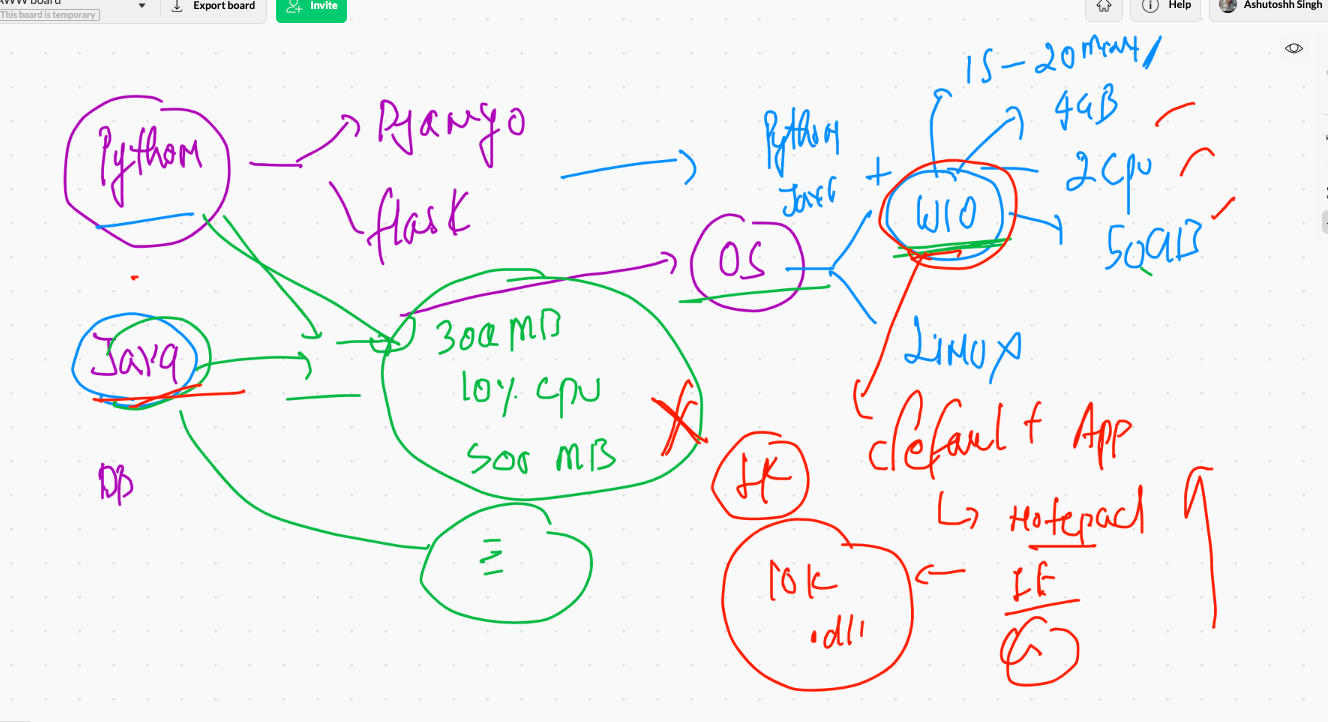 AWW board
This board is temporary
Export board
Invite
Help
Ashutoshh Singh
Python
Django
flask
Python
Java
+
W10
15-20
4GB
2 cpu
50GB
OS
Linux
Java
DB
300 MB
10% CPU
500 MB
default App
Notepad
IE
1K
10K
.dll